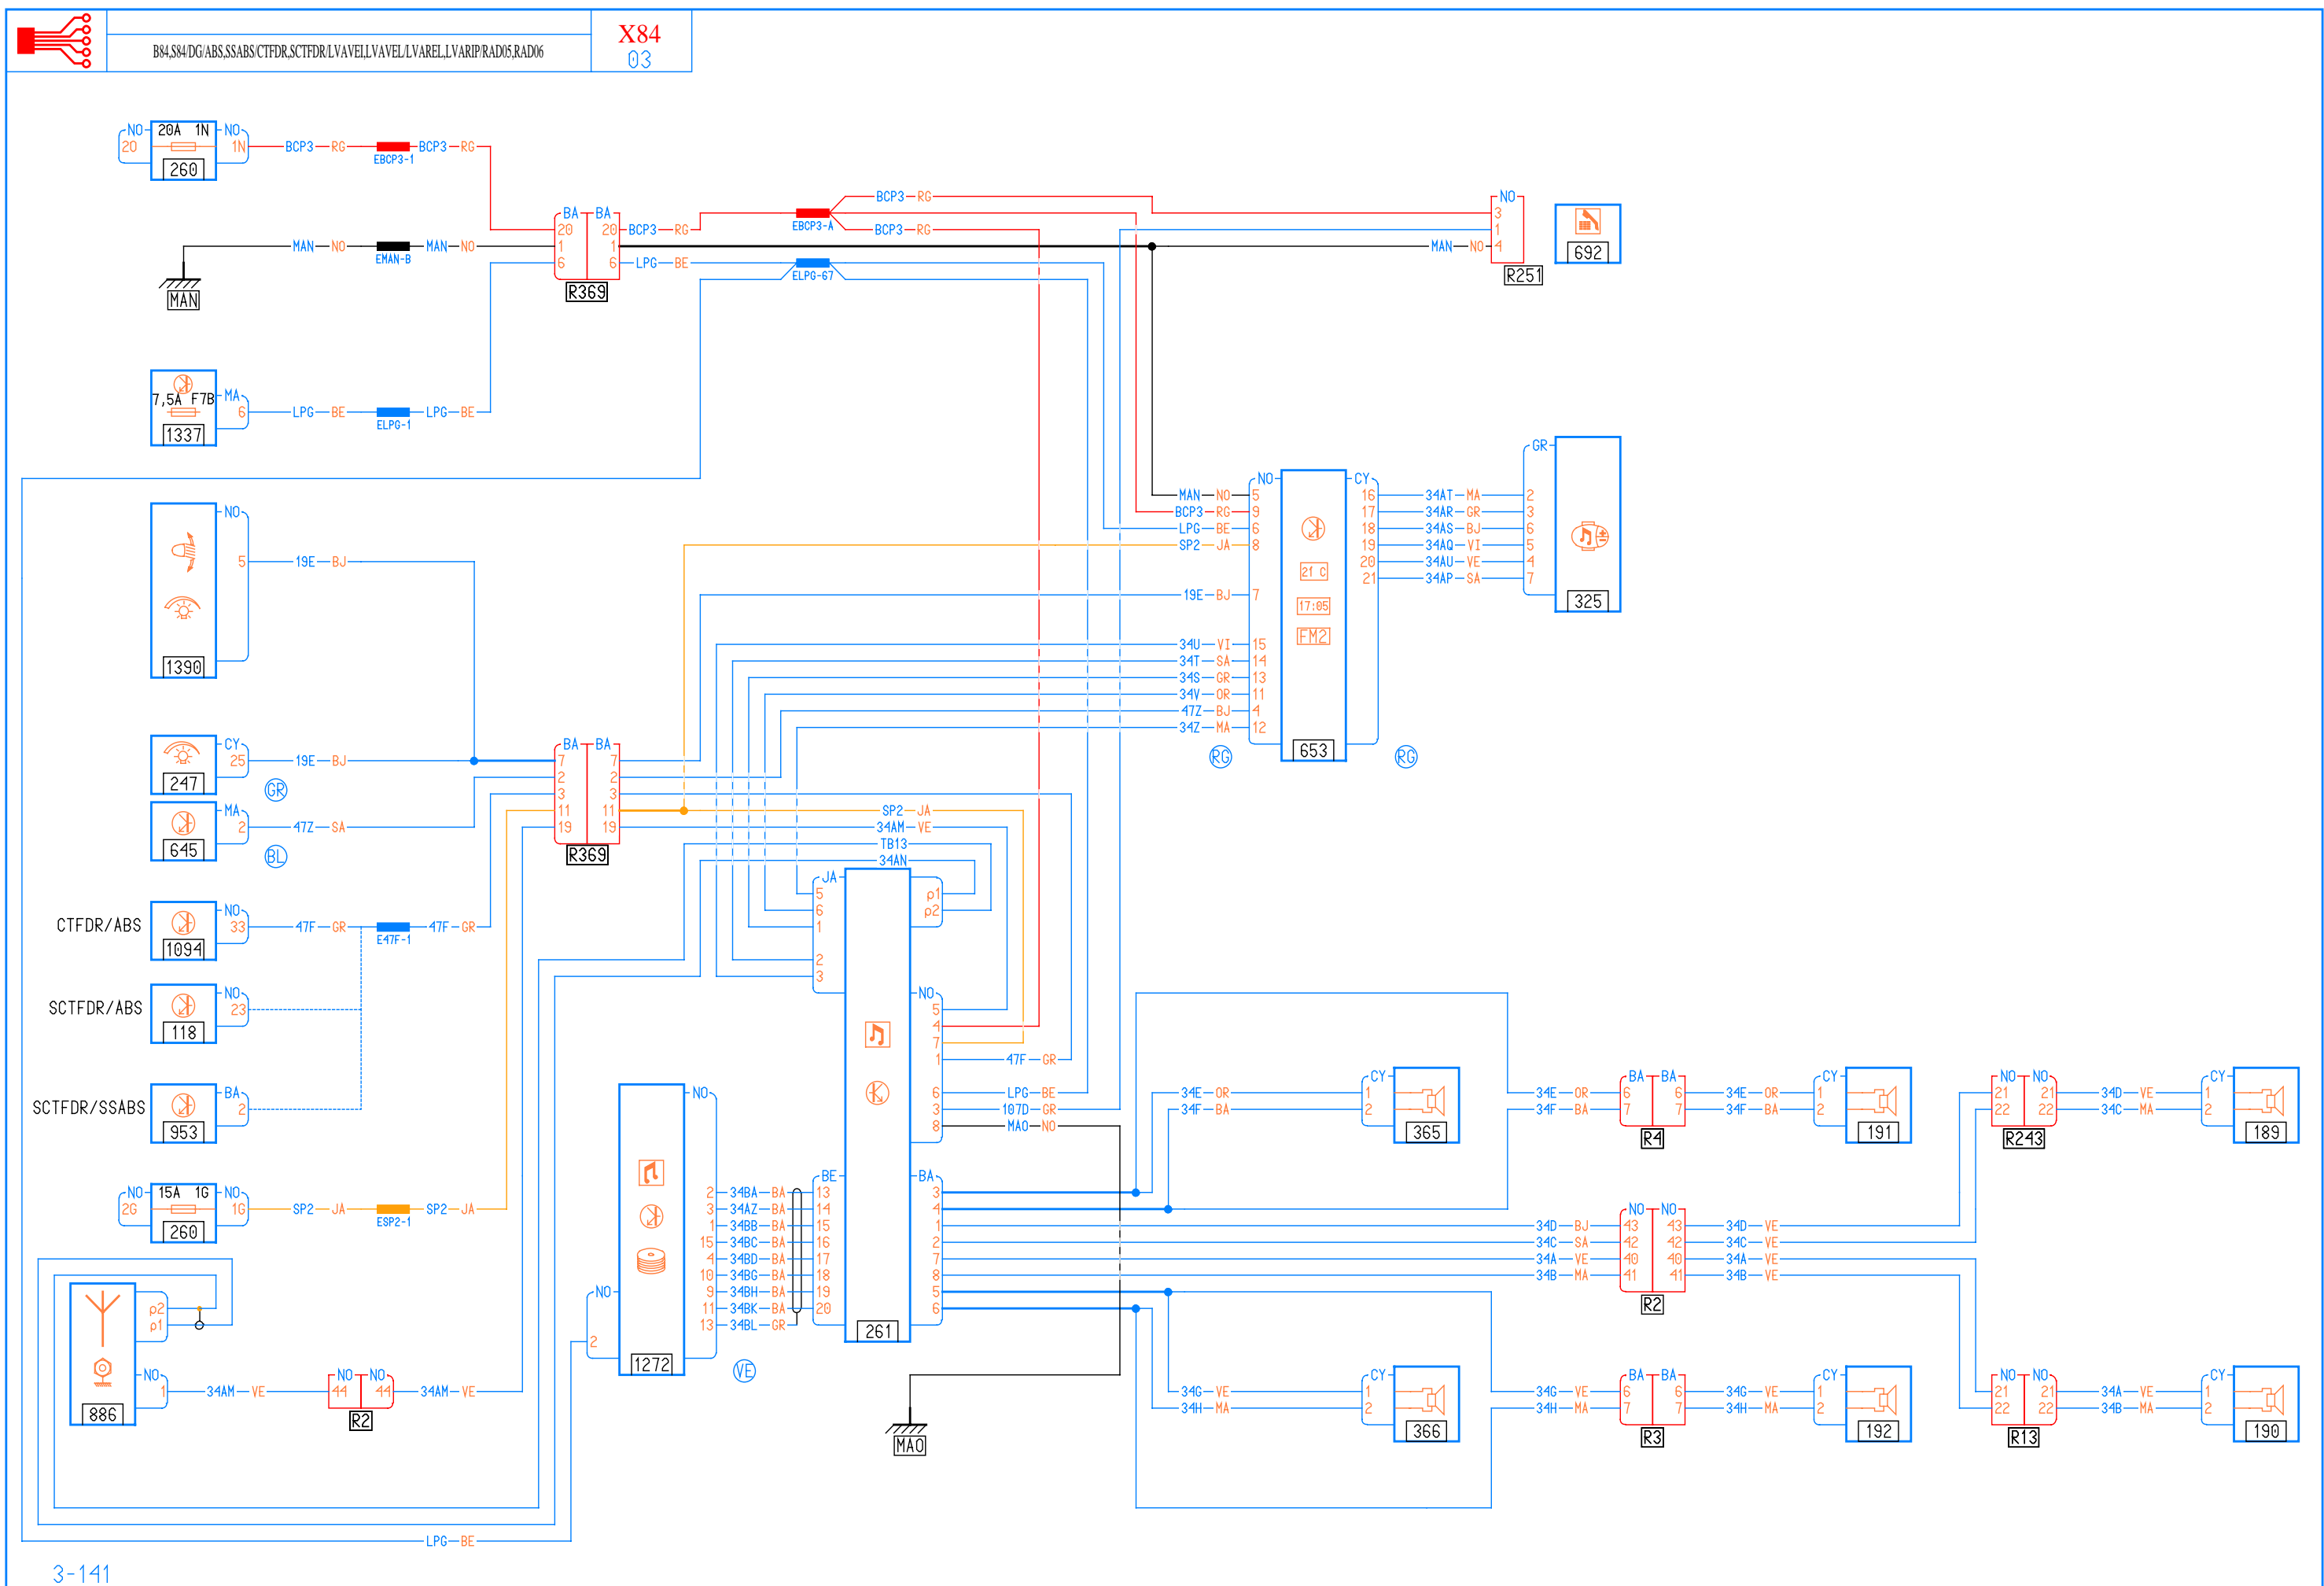 X84
03
B84,S84/DG/ABS,SSABS/CTFDR,SCTFDR/LVAVEI,LVAVEL/LVAREL,LVARIP/RAD05,RAD06
NO 20A 1N NO
20 1N BCP3 RG BCP3 RG
EBCP3-1
260
BCP3 RG
NO
3
BA BA
EBCP3-A
20 20 BCP3 RG BCP3 RG 1
MAN NO MAN NO 1 1 MAN NO 4
EMAN-B
692
6 6 LPG BE
ELPG-67
R251
MAN
R369
7,5A F7B MA
6 LPG BE LPG BE
ELPG-1
1337
GR
NO CY
MAN NO 5 16 34AT MA 2
BCP3 RG 9 17 34AR GR 3
LPG BE 6 18 34AS BJ 6
SP2 JA 8 19 34AQ VI 5
20 34AU VE 4
21 34AP SA 7
21 C
325
NO
5 19E BJ
19E BJ 7
17:05
FM2
34U VI 15
34T SA 14
34S GR 13
34V OR 11
47Z BJ 4
34Z MA 12
1390
RG 653 RG
CY BA BA
25 19E BJ 7 7
247 GR
2 2
3 3
MA 11 11 SP2 JA
2 47Z SA 19 19 34AM VE
645 BL
R369
TB13
34AN
JA
5 ρ1
6 ρ2
1
2
3
CTFDR/ABS
NO
33 47F GR 47F GR
E47F-1
1094
SCTFDR/ABS
NO
23
118
NO
5
4
7
1 47F GR
6 LPG BE
3 107D GR
8 MAO NO
SCTFDR/SSABS
BA
2
953
34E OR 1 CY
34F BA 2
365
34E OR 6 BA BA 6 34E OR 1 CY
34F BA 7 7 34F BA 2
R4
191
NO NO
21 21 34D VE 1 CY
22 22 34C MA 2
R243
189
NO 15A 1G NO
2G 1G SP2 JA SP2 JA
ESP2-1
260
NO
2 34BA BA 13 BE
3 34AZ BA 14
1 34BB BA 15
15 34BC BA 16
4 34BD BA 17
10 34BG BA 18
9 34BH BA 19
11 34BK BA 20
13 34BL GR
NO
2
1272 VE
261
BA
3
4
1 34D BJ 43 NO NO 43 34D VE
2 34C SA 42 42 34C VE
7 34A VE 40 40 34A VE
8 34B MA 41 41 34B VE
5
6
R2
ρ2
ρ1
NO
1 34AM VE 44 NO NO 44 34AM VE
886
R2
MAO
34G VE 1 CY
34H MA 2
366
34G VE 6 BA BA 6 34G VE 1 CY
34H MA 7 7 34H MA 2
R3
192
NO NO
21 21 34A VE 1 CY
22 22 34B MA 2
R13
190
LPG BE
3-141